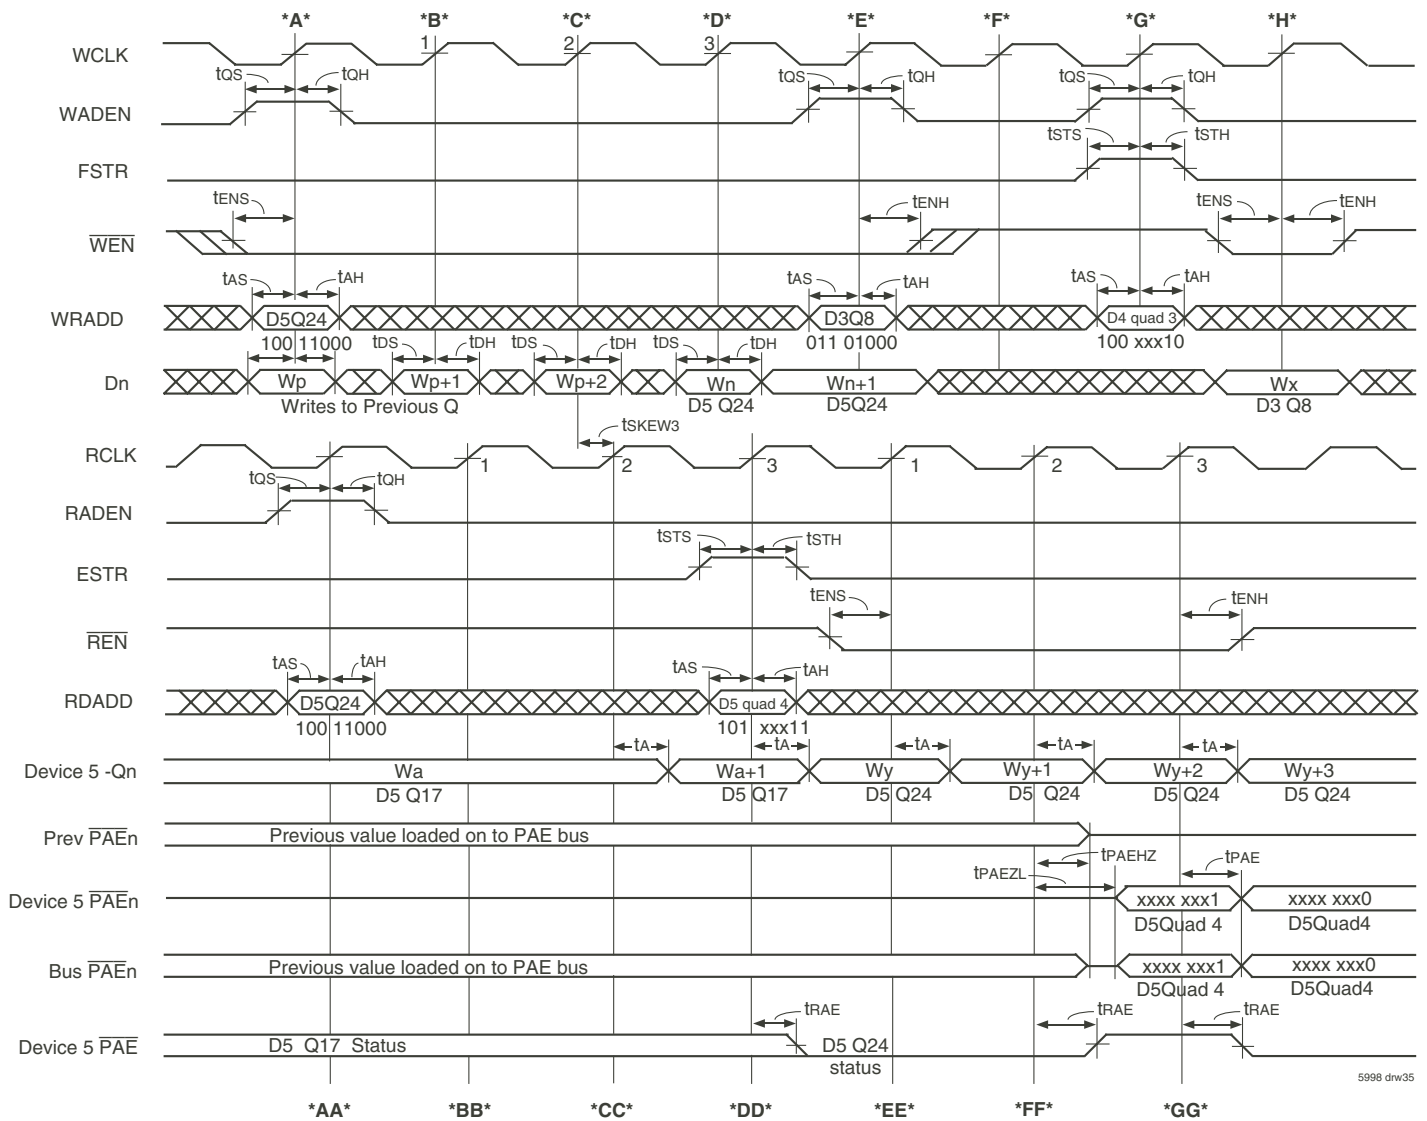 *A* *B* *C* *D* *E* *F* *G* *H*
WCLK 1 2 3
tQS tQH tQS tQH tQS tQH
WADEN
tSTS tSTH
FSTR
tENS tENH tENS tENH
WEN
tAS tAH tAS tAH tAS tAH
WRADD D5Q24 D3Q8 D4 quad 3
100 11000 tDS tDH tDS tDH tDS tDH 011 01000 100 xxx10
Dn Wp Wp+1 Wp+2 Wn Wn+1 Wx
Writes to Previous Q D5 Q24 D5Q24 D3 Q8
tSKEW3
RCLK 1 2 3 1 2 3
tQS tQH
RADEN
tSTS tSTH
ESTR
tENS tENH
REN
tAS tAH tAS tAH
RDADD D5Q24 D5 quad 4
100 11000 101 xxx11
tA tA tA tA tA
Device 5 -Qn Wa Wa+1 Wy Wy+1 Wy+2 Wy+3
D5 Q17 D5 Q17 D5 Q24 D5 Q24 D5 Q24 D5 Q24
Prev PAEn Previous value loaded on to PAE bus
tPAEHZ tPAE
tPAEZL
Device 5 PAEn xxxx xxx1 xxxx xxx0
D5Quad 4 D5Quad4
Bus PAEn Previous value loaded on to PAE bus xxxx xxx1 xxxx xxx0
D5Quad 4 D5Quad4
tRAE tRAE tRAE
Device 5 PAE D5 Q17 Status D5 Q24
status
5998 drw35
*AA* *BB* *CC* *DD* *EE* *FF* *GG*